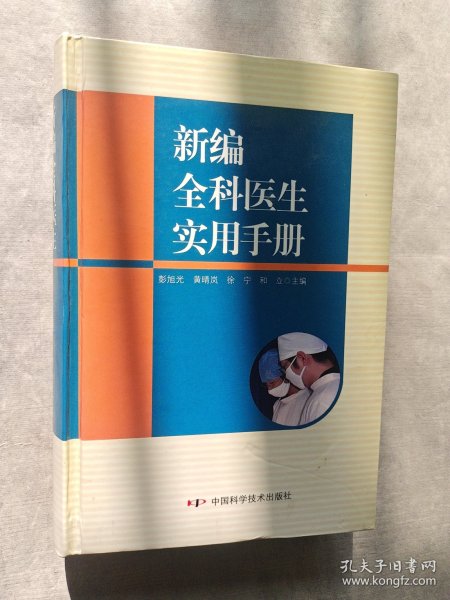 新编
全科医生
实用手册
彭旭光 黄晴岚 徐 宁 和 立 主编
中国科学技术出版社
孔夫子旧书网
www.kongfz.com